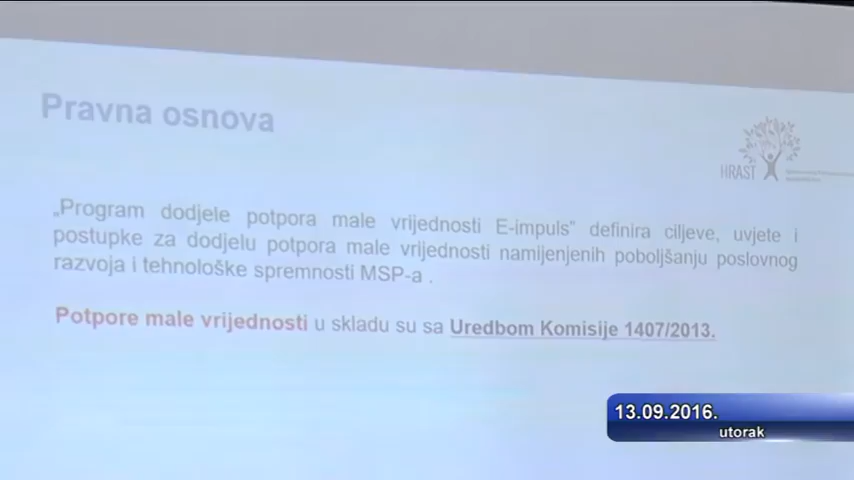 Pravna osnova
HRAST
„Program dodjele potpora male vrijednosti E-impuls" definira ciljeve, uvjete i
postupke za dodjelu potpora male vrijednosti namijenjenih poboljšanju poslovnog
razvoja i tehnološke spremnosti MSP-a .
Potpore male vrijednosti u skladu su sa Uredbom Komisije 1407/2013.
13.09.2016.
utorak